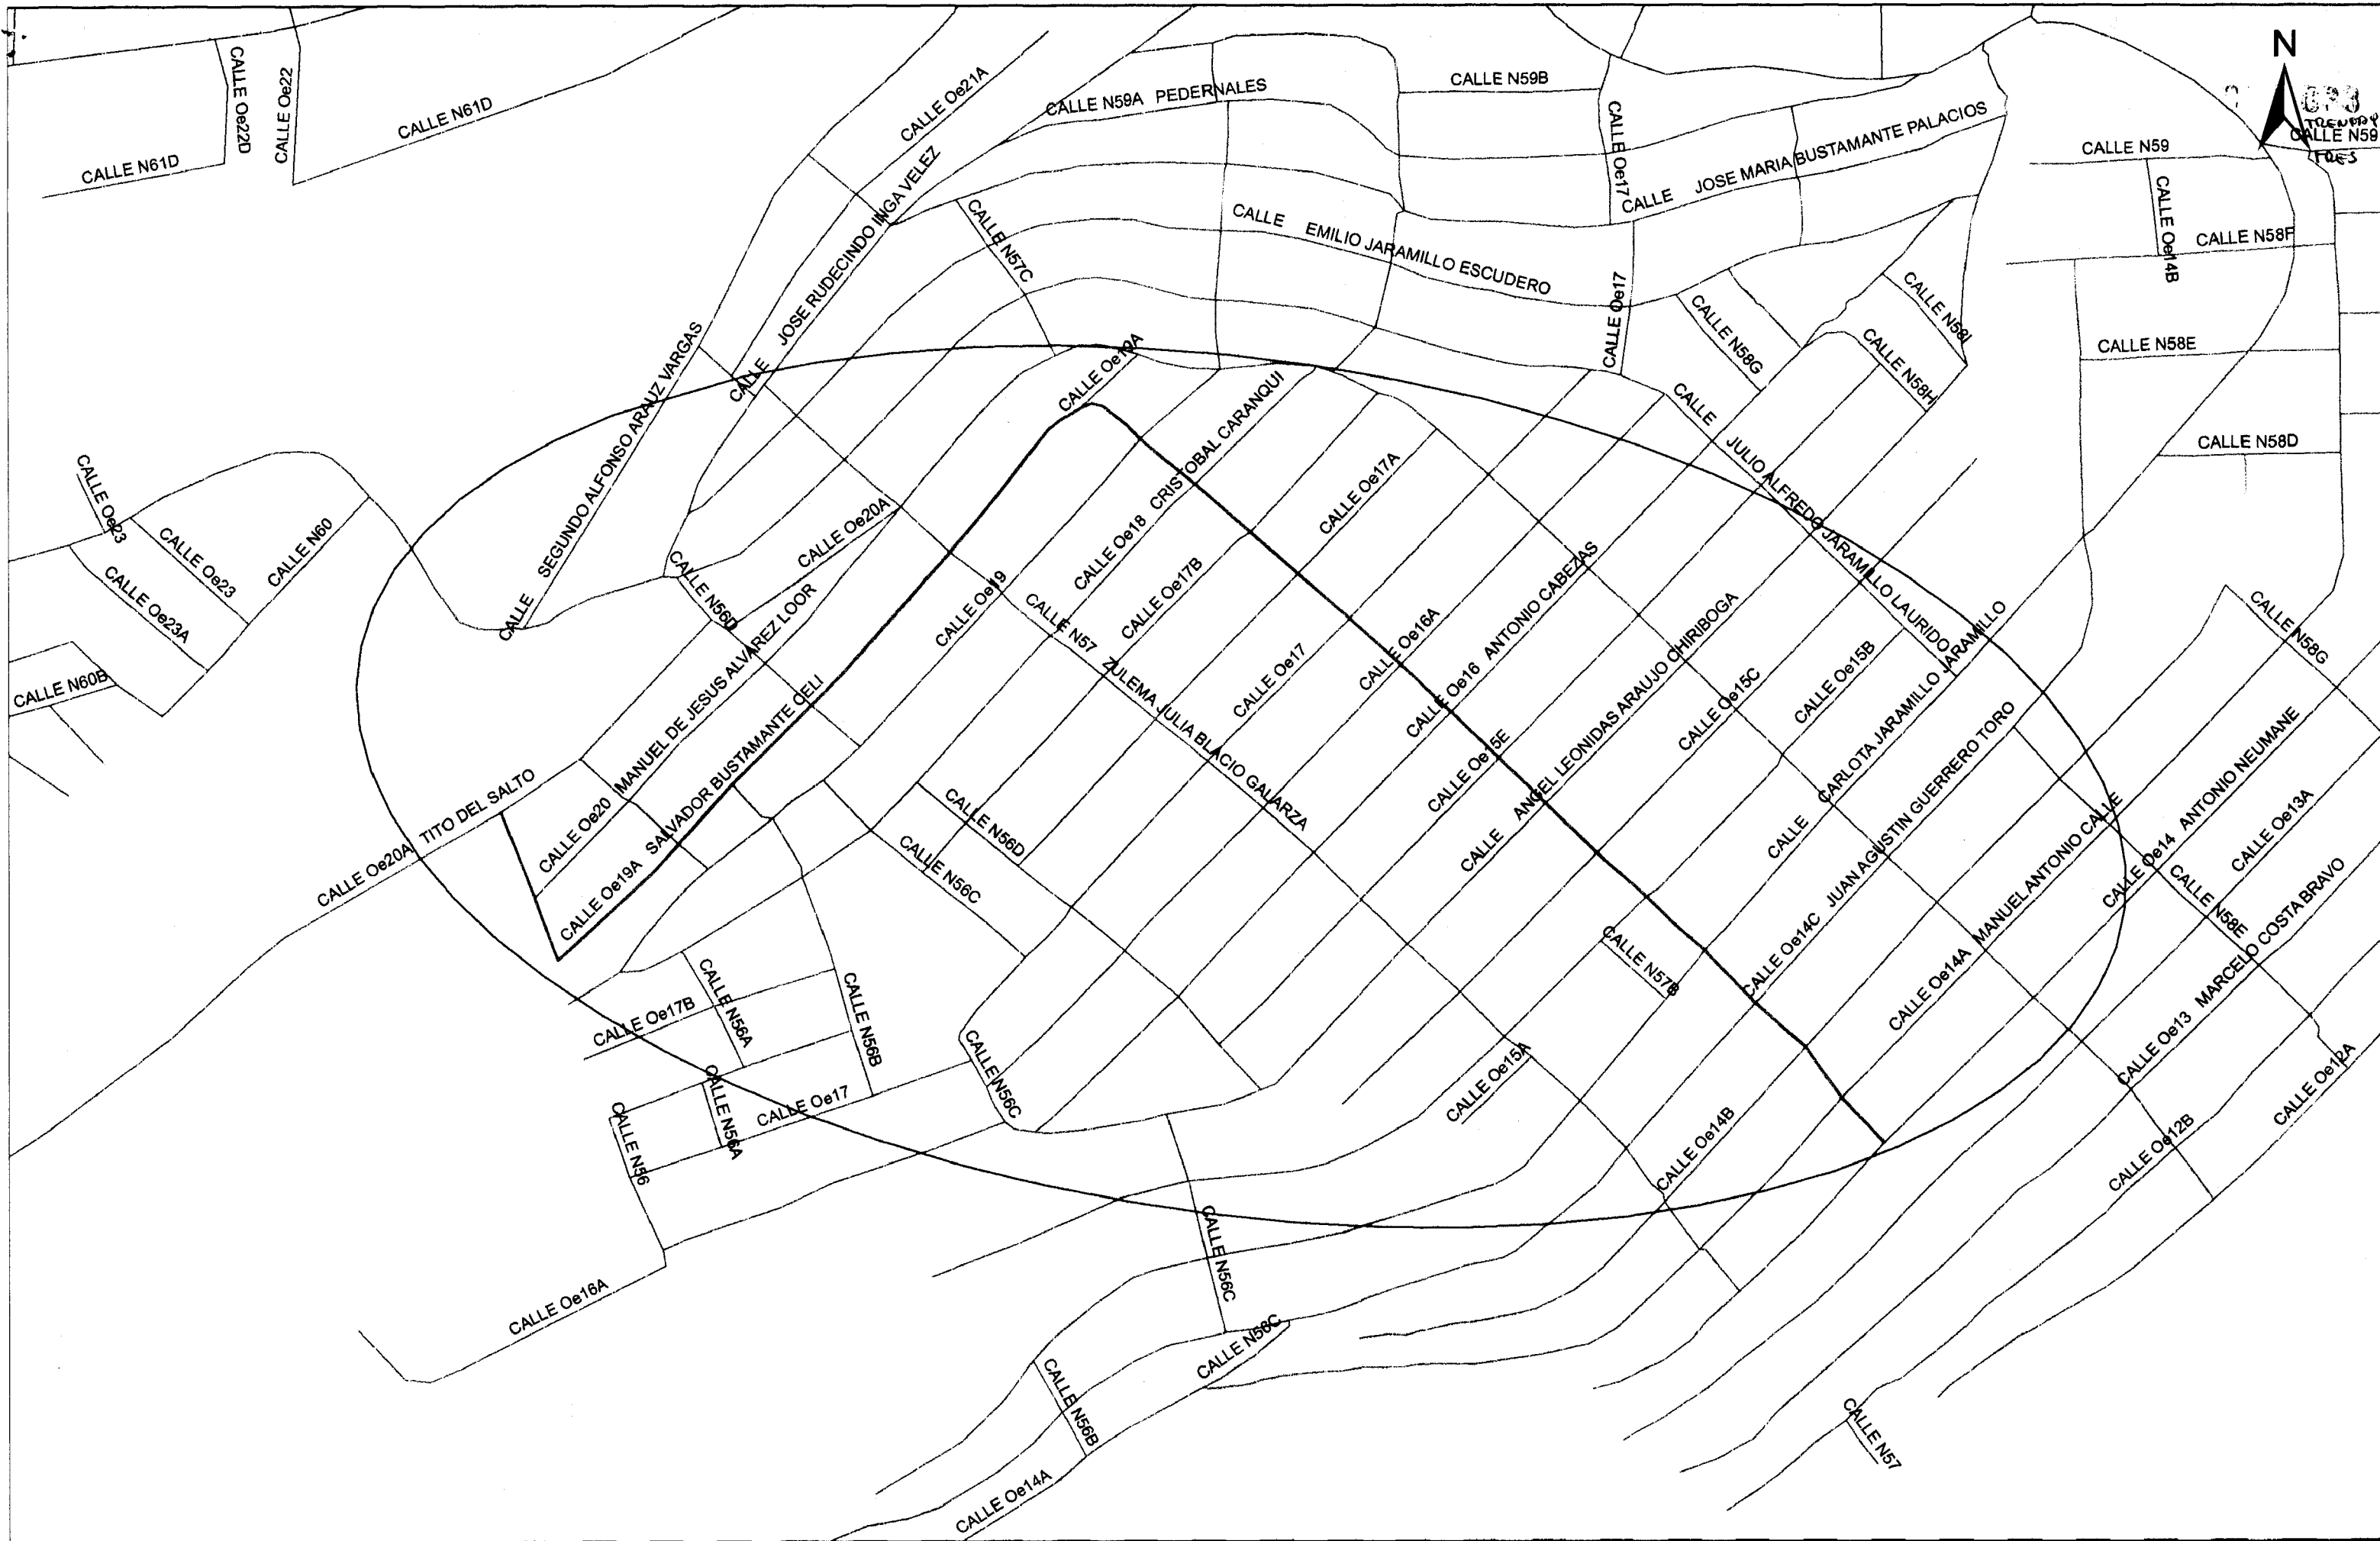 N
CALLE Oe22D
CALLE Oe22
CALLE N61D
CALLE N61D
CALLE Oe21A
CALLE N59A PEDERNALES
CALLE N59B
CALLE Oe17
CALLE JOSE MARIA BUSTAMANTE PALACIOS
CALLE N59
CALLE N59
TRES
CALLE Oe14B
CALLE N58F
CALLE JOSE RUDECINDO INGA VELEZ
CALLE N57C
CALLE EMILIO JARAMILLO ESCUDERO
CALLE Oe17
CALLE N58G
CALLE N58I
CALLE N58H
CALLE N58E
CALLE N58D
CALLE SEGUNDO ALFONSO ARAUZ VARGAS
CALLE Oe19A
CALLE JULIO ALFREDO JARAMILLO LAURIDO
CALLE Oe23
CALLE Oe23
CALLE Oe23A
CALLE N60
CALLE N60B
CALLE N56D
CALLE Oe20A
CALLE Oe19
CALLE Oe18 CRISTOBAL CARANQUI
CALLE Oe17B
CALLE Oe17A
CALLE N57 ZULEMA JULIA BLACIO GALARZA
CALLE Oe17
CALLE Oe16A
CALLE Oe16 ANTONIO CABEZAS
CALLE Oe15E
CALLE ANGEL LEONIDAS ARAUJO CHIRIBOGA
CALLE Oe15C
CALLE Oe15B
CALLE CARLOTA JARAMILLO JARAMILLO
CALLE N58G
CALLE Oe20A TITO DEL SALTO
CALLE Oe20 MANUEL DE JESUS ALVAREZ LOOR
CALLE Oe19A SALVADOR BUSTAMANTE CELI
CALLE N56D
CALLE N56C
CALLE Oe14C JUAN AGUSTIN GUERRERO TORO
CALLE Oe14A MANUEL ANTONIO CALLE
CALLE Oe14 ANTONIO NEUMANE
CALLE Oe13A
CALLE N58E
CALLE Oe13 MARCELO COSTA BRAVO
CALLE N57B
CALLE Oe17B
CALLE N56A
CALLE N56B
CALLE N56C
CALLE N56A
CALLE N56
CALLE Oe17
CALLE Oe15A
CALLE Oe14B
CALLE Oe12B
CALLE Oe12A
CALLE N56C
CALLE Oe16A
CALLE N56C
CALLE N56B
CALLE N57
CALLE Oe14A